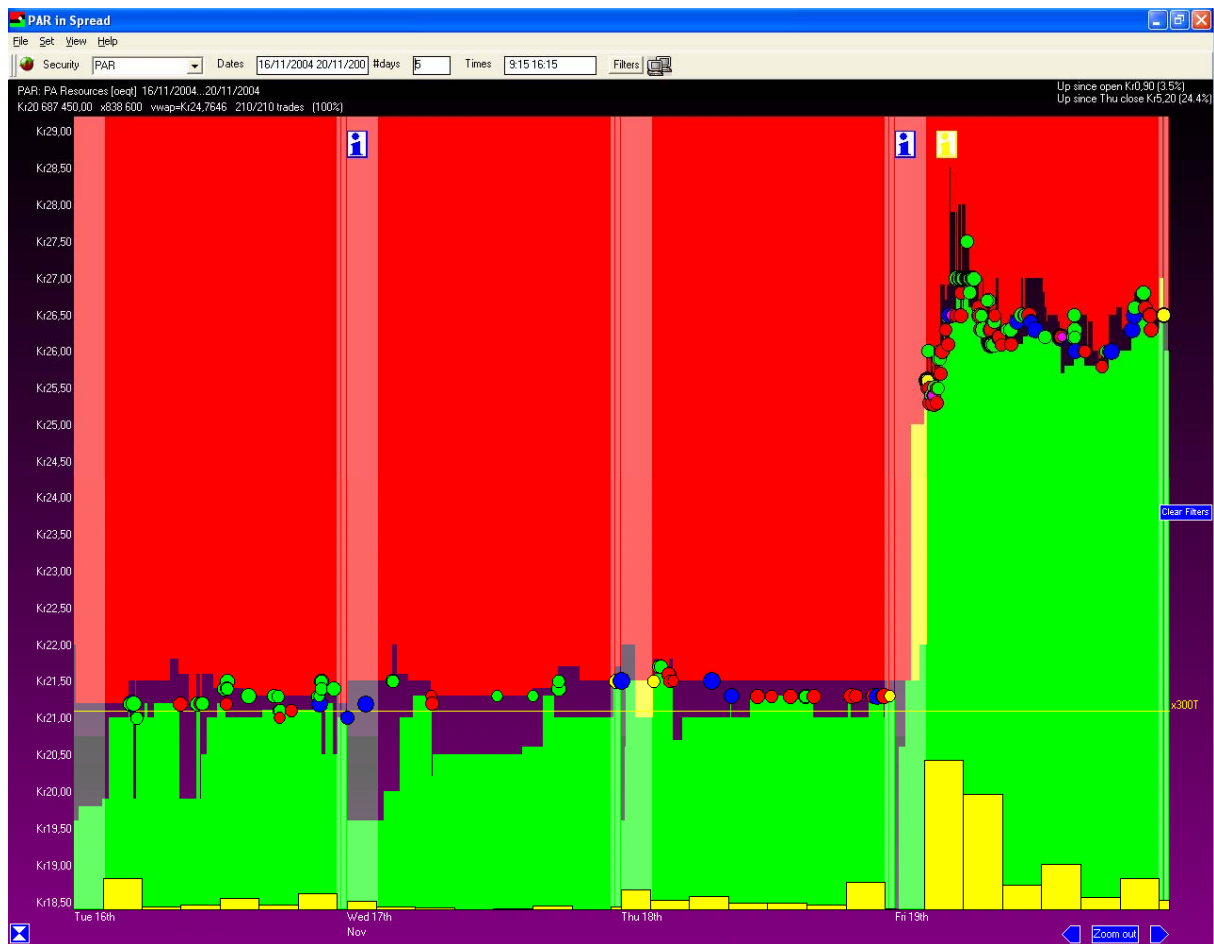 PAR in Spread
File Set View Help
Security PAR Dates 16/11/2004 20/11/200 #days 5 Times 9:15 16:15 Filters
PAR: PA Resources [oeqt] 16/11/2004...20/11/2004
Kr20 687 450,00 x838 600 vwap=Kr24,7646 210/210 trades (100%)
Up since open Kr0,90 (3.5%)
Up since Thu close Kr5,20 (24.4%)
Kr29,00
Kr28,50
Kr28,00
Kr27,50
Kr27,00
Kr26,50
Kr26,00
Kr25,50
Kr25,00
Kr24,50
Kr24,00
Kr23,50
Clear Filters
Kr23,00
Kr22,50
Kr22,00
Kr21,50
Kr21,00
x300T
Kr20,50
Kr20,00
Kr19,50
Kr19,00
Kr18,50
Tue 16th Wed 17th Thu 18th Fri 19th
Nov
Zoom out